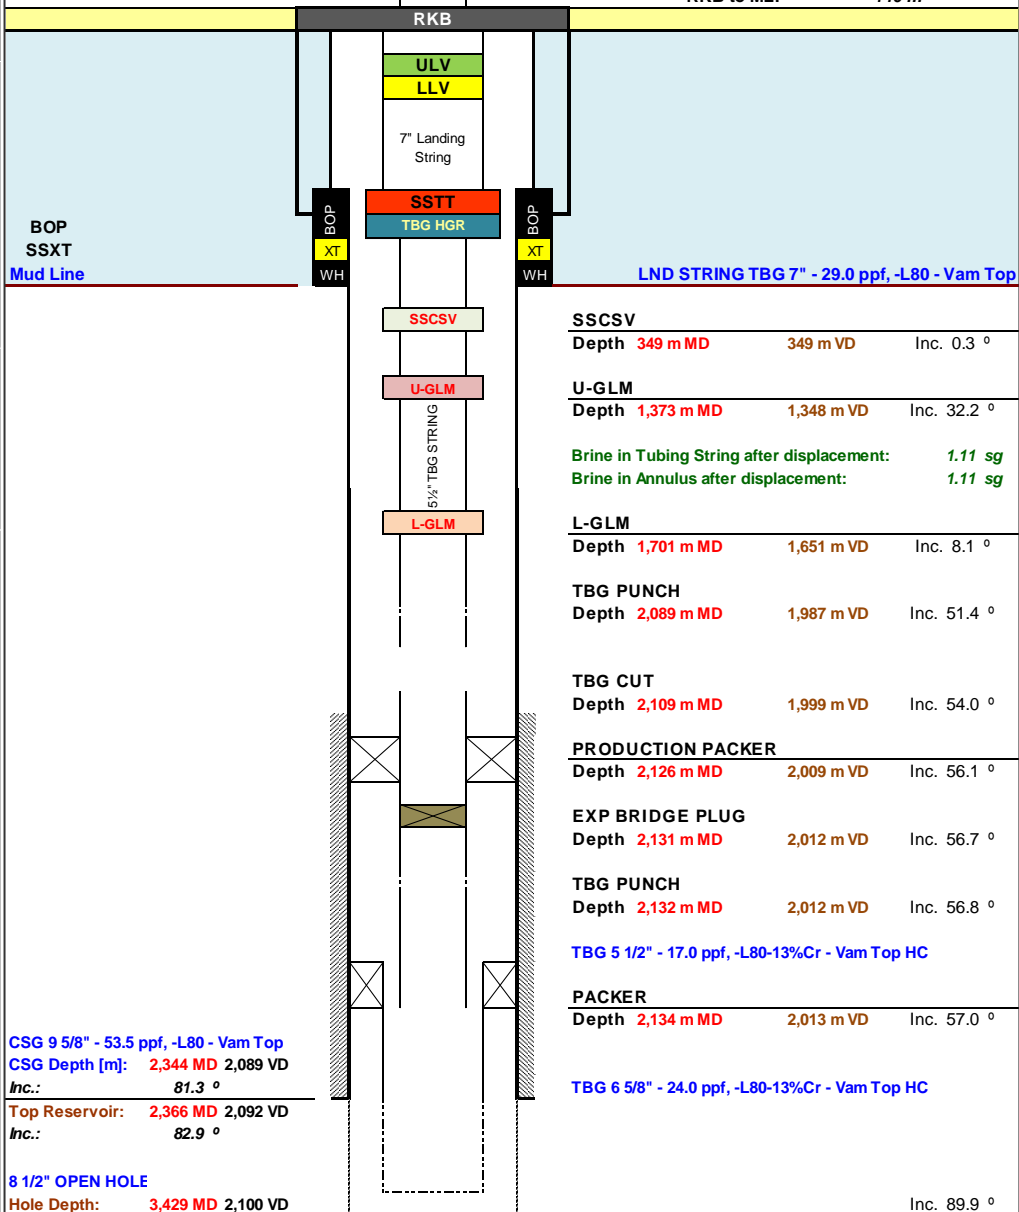 RKB
ULV
LLV
7" Landing
String
SSTT
TBG HGR
BOP
BOP
XT
XT
WH
WH
BOP
SSXT
Mud Line
LND STRING TBG 7" - 29.0 ppf, -L80 - Vam Top
SSCSV
SSCSV
Depth 349 m MD 349 m VD Inc. 0.3 º
U-GLM
U-GLM
Depth 1,373 m MD 1,348 m VD Inc. 32.2 º
5½" TBG STRING
Brine in Tubing String after displacement: 1.11 sg
Brine in Annulus after displacement: 1.11 sg
L-GLM
L-GLM
Depth 1,701 m MD 1,651 m VD Inc. 8.1 º
TBG PUNCH
Depth 2,089 m MD 1,987 m VD Inc. 51.4 º
TBG CUT
Depth 2,109 m MD 1,999 m VD Inc. 54.0 º
PRODUCTION PACKER
Depth 2,126 m MD 2,009 m VD Inc. 56.1 º
EXP BRIDGE PLUG
Depth 2,131 m MD 2,012 m VD Inc. 56.7 º
TBG PUNCH
Depth 2,132 m MD 2,012 m VD Inc. 56.8 º
TBG 5 1/2" - 17.0 ppf, -L80-13%Cr - Vam Top HC
PACKER
Depth 2,134 m MD 2,013 m VD Inc. 57.0 º
CSG 9 5/8" - 53.5 ppf, -L80 - Vam Top
CSG Depth [m]: 2,344 MD 2,089 VD
Inc.: 81.3 º
TBG 6 5/8" - 24.0 ppf, -L80-13%Cr - Vam Top HC
Top Reservoir: 2,366 MD 2,092 VD
Inc.: 82.9 º
8 1/2" OPEN HOLE
Hole Depth: 3,429 MD 2,100 VD Inc. 89.9 º